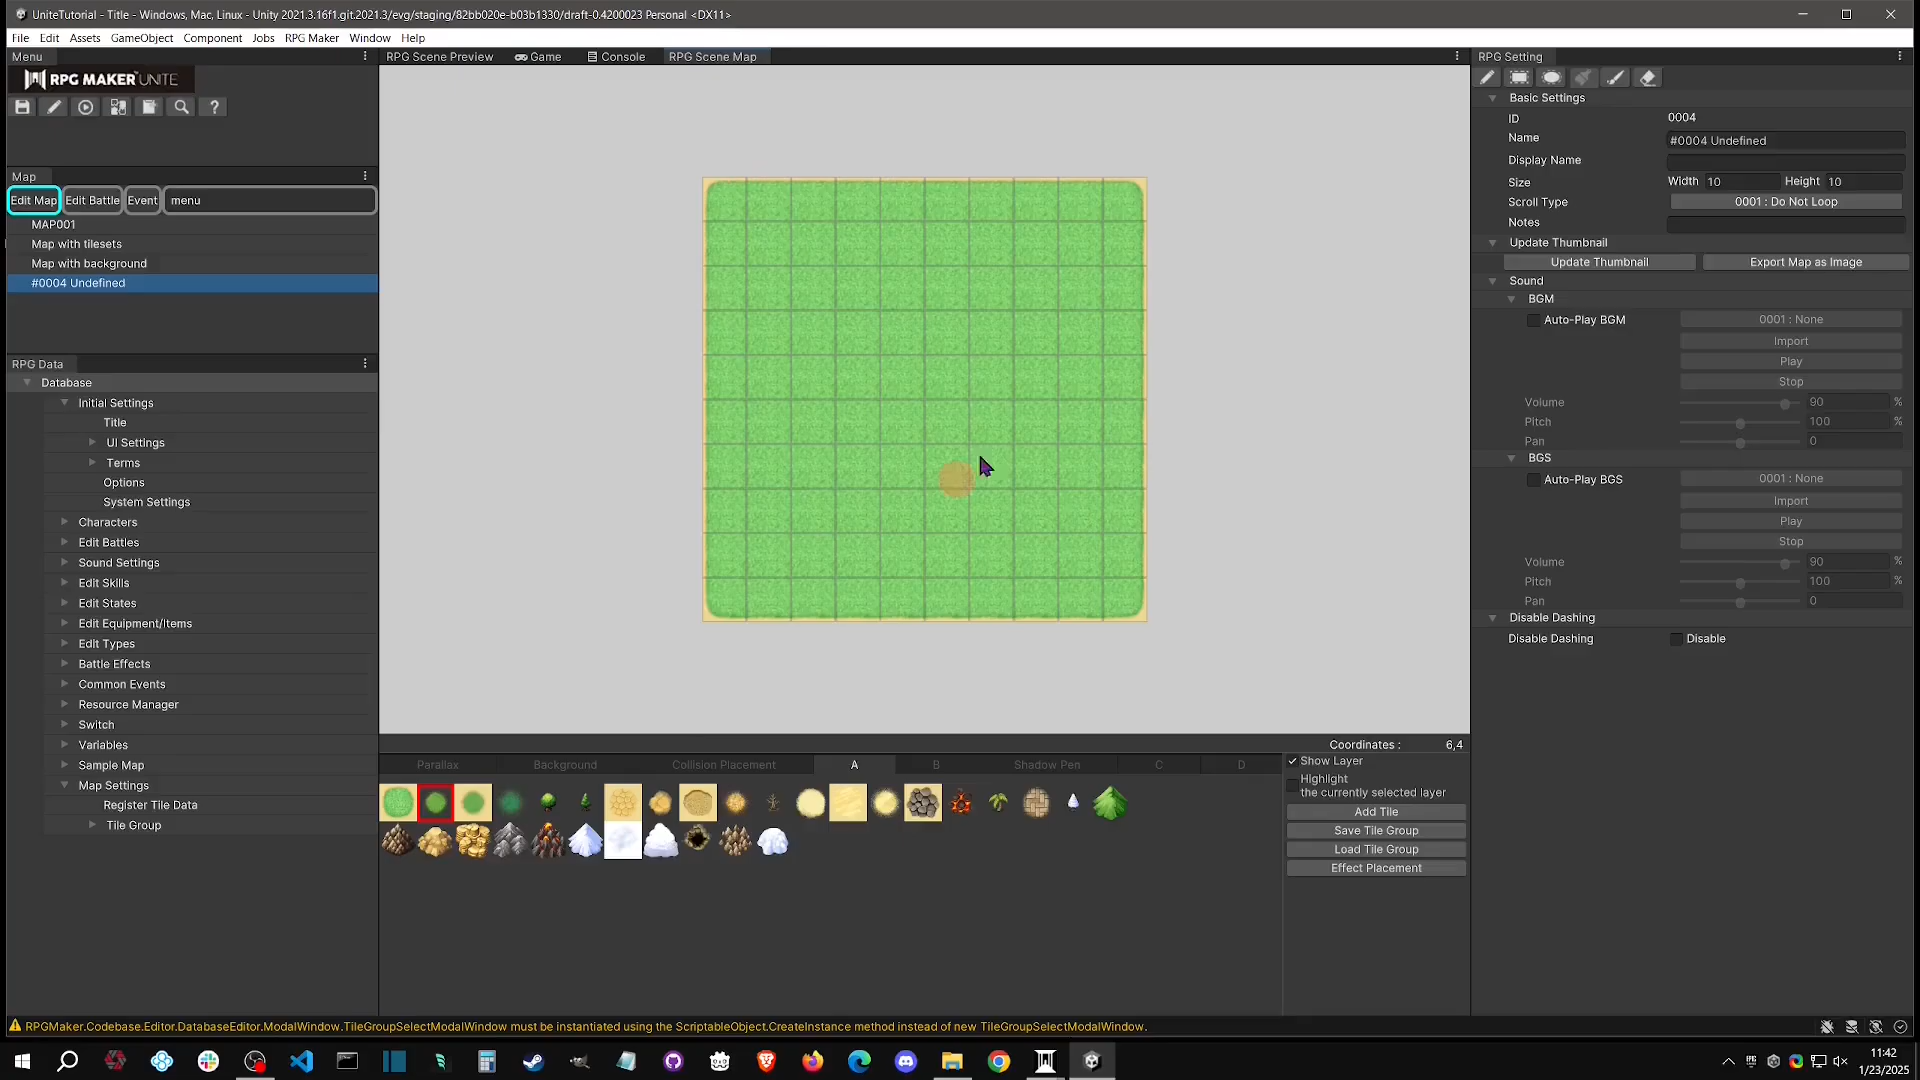 UniteTutorial - Title - Windows, Mac, Linux - Unity 2021.3.16f1.git.2021.3/evg/staging/82bb020e-b03b1330/draft-0.4200023 Personal <DX11>
File Edit Assets GameObject Component Jobs RPG Maker Window Help
Menu
RPG MAKER UNITE
Map
Edit Map Edit Battle Event menu
MAP001
Map with tilesets
Map with background
#0004 Undefined
RPG Data
Database
Initial Settings
Title
UI Settings
Terms
Options
System Settings
Characters
Edit Battles
Sound Settings
Edit Skills
Edit States
Edit Equipment/Items
Edit Types
Battle Effects
Common Events
Resource Manager
Switch
Variables
Sample Map
Map Settings
Register Tile Data
Tile Group
RPG Scene Preview Game Console RPG Scene Map
Coordinates : 6,4
Parallax Background Collision Placement A B Shadow Pen C D
Show Layer
Highlight
the currently selected layer
Add Tile
Save Tile Group
Load Tile Group
Effect Placement
RPG Setting
Basic Settings
ID 0004
Name #0004 Undefined
Display Name
Size Width 10 Height 10
Scroll Type 0001 : Do Not Loop
Notes
Update Thumbnail
Update Thumbnail Export Map as Image
Sound
BGM
Auto-Play BGM 0001 : None
Import
Play
Stop
Volume 90 %
Pitch 100 %
Pan 0
BGS
Auto-Play BGS 0001 : None
Import
Play
Stop
Volume 90 %
Pitch 100 %
Pan 0
Disable Dashing
Disable Dashing Disable
RPGMaker.Codebase.Editor.DatabaseEditor.ModalWindow.TileGroupSelectModalWindow must be instantiated using the ScriptableObject.CreateInstance method instead of new TileGroupSelectModalWindow.
11:42
1/23/2025